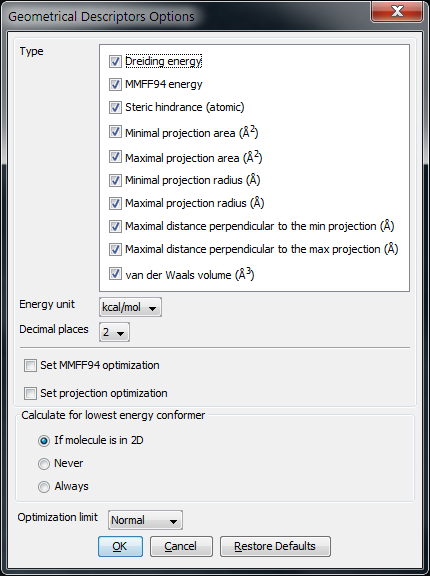 Geometrical Descriptors Options
Type
Dreiding energy
MMFF94 energy
Steric hindrance (atomic)
Minimal projection area (Å²)
Maximal projection area (Å²)
Minimal projection radius (Å)
Maximal projection radius (Å)
Maximal distance perpendicular to the min projection (Å)
Maximal distance perpendicular to the max projection (Å)
van der Waals volume (Å³)
Energy unit kcal/mol
Decimal places 2
Set MMFF94 optimization
Set projection optimization
Calculate for lowest energy conformer
If molecule is in 2D
Never
Always
Optimization limit Normal
OK Cancel Restore Defaults